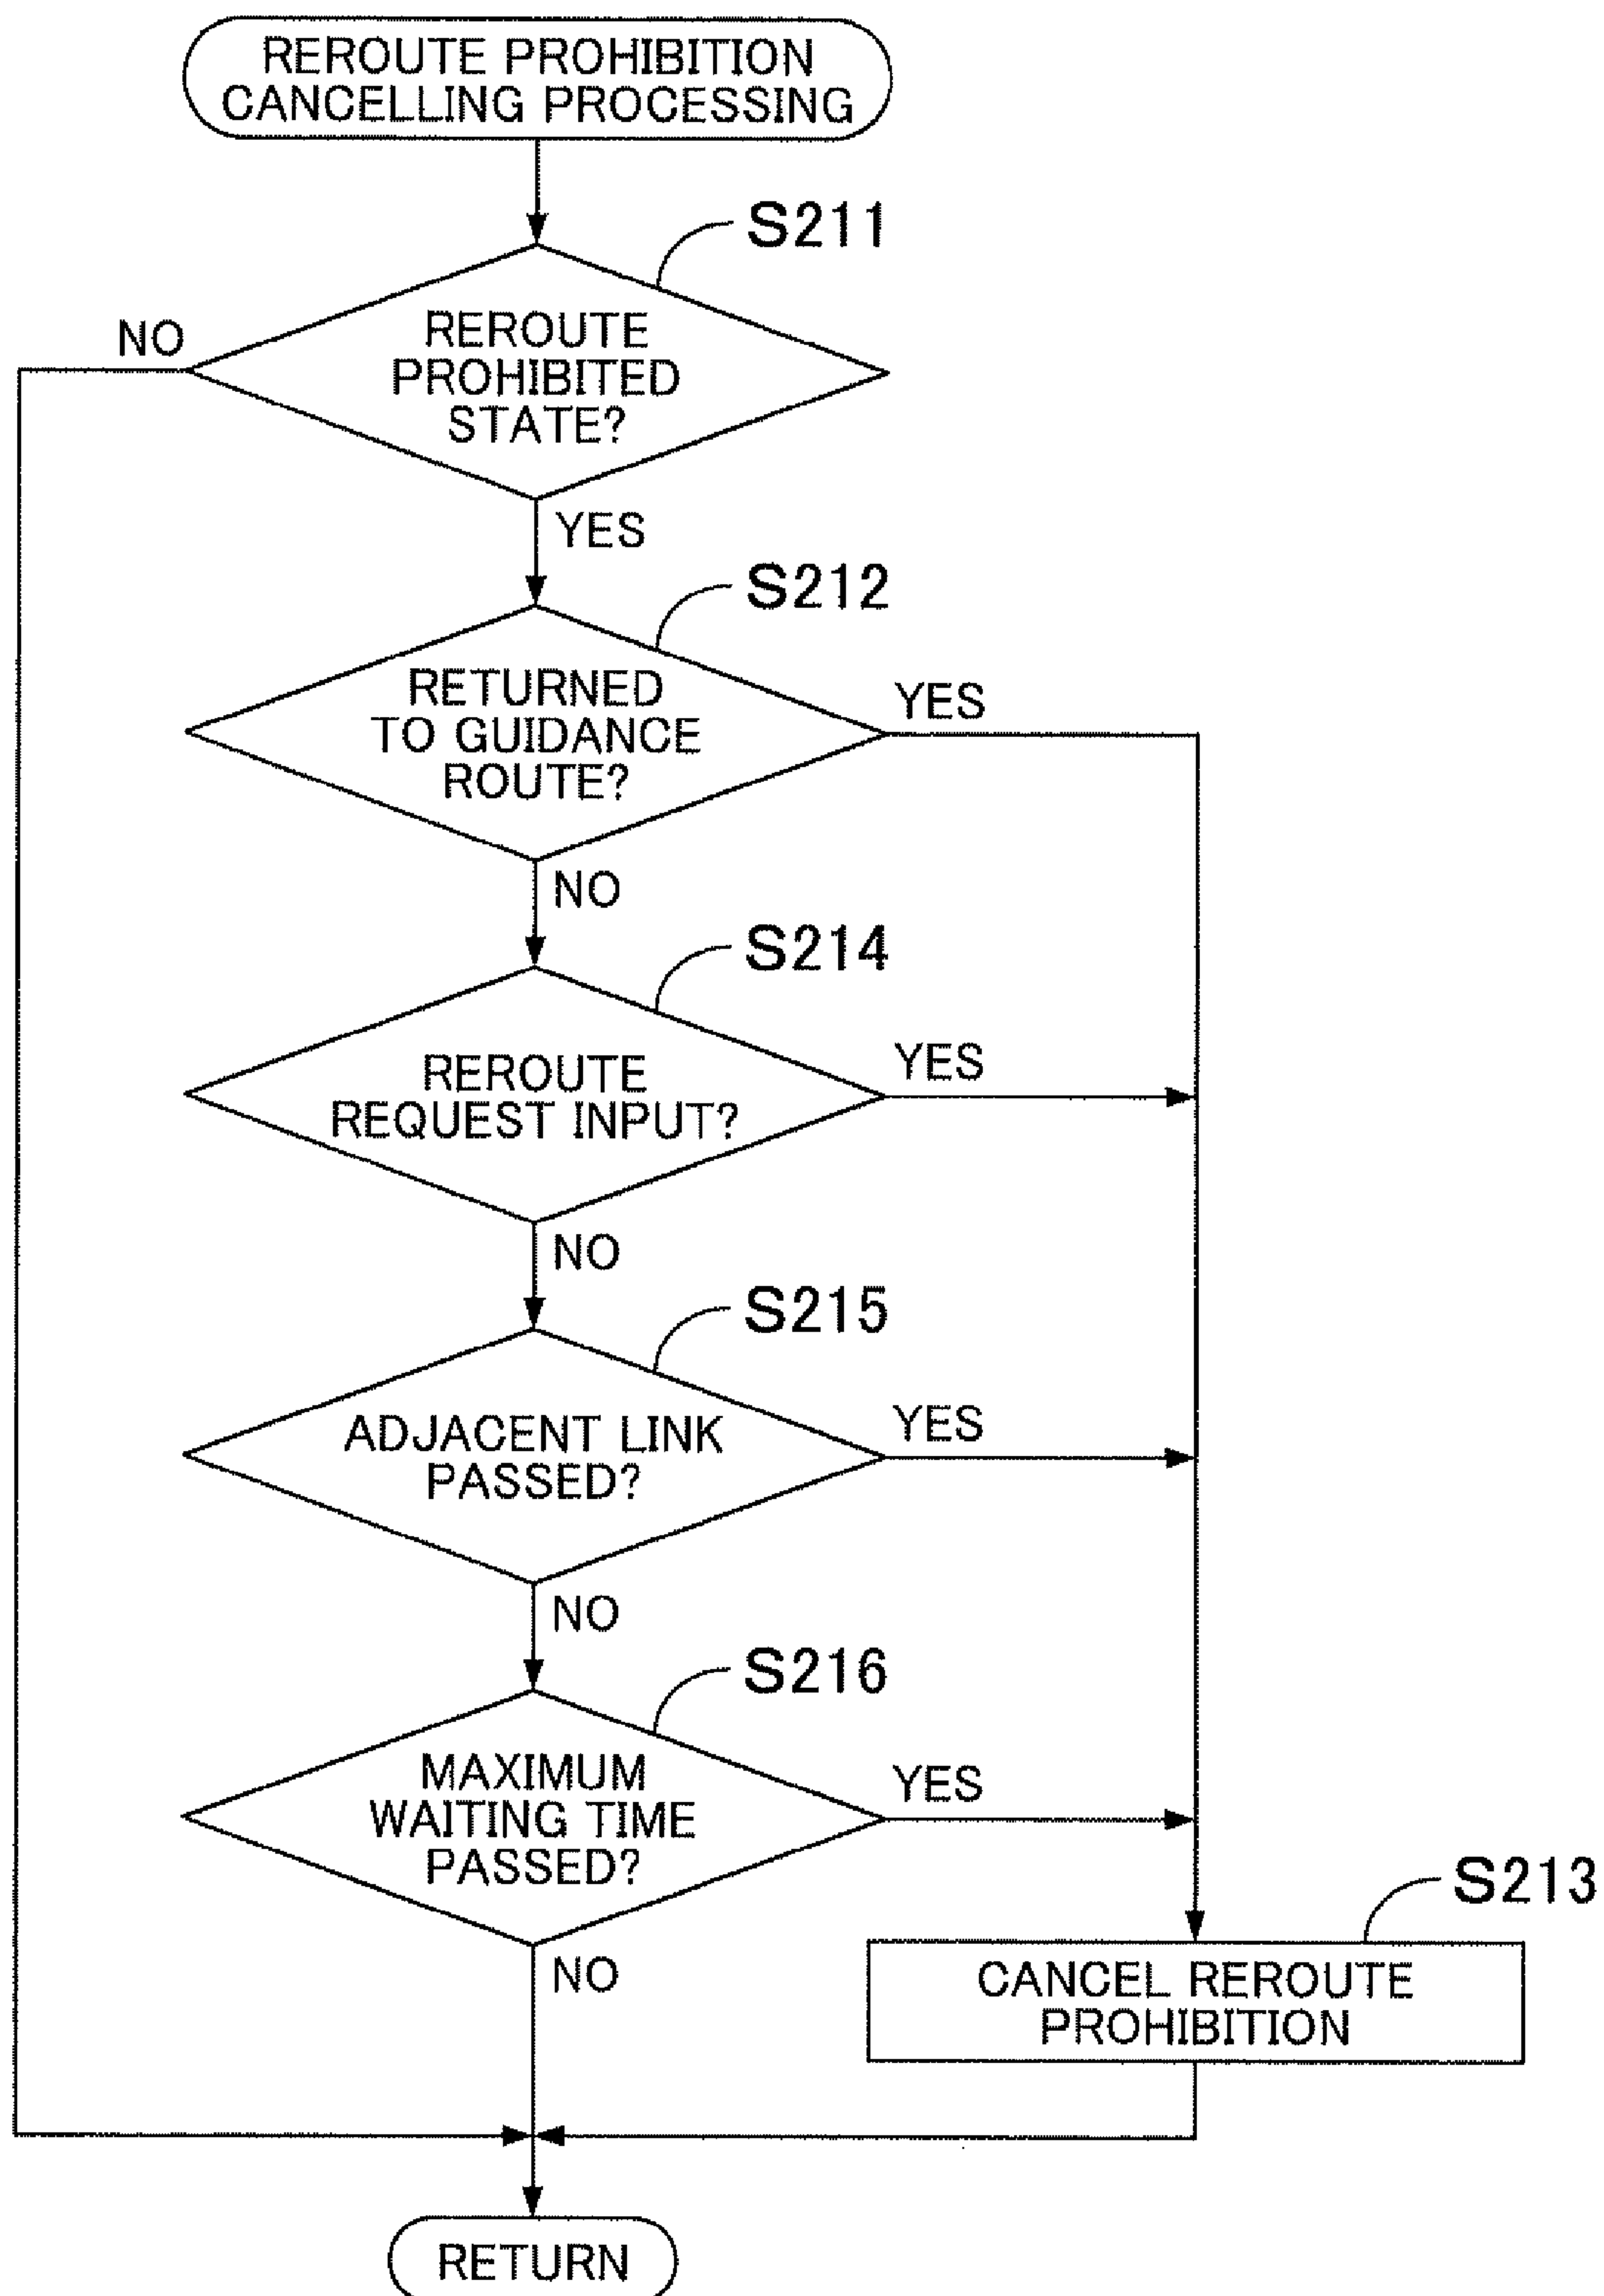 REROUTE PROHIBITION
CANCELLING PROCESSING
S211
NO
REROUTE
PROHIBITED
STATE?
YES
S212
RETURNED
TO GUIDANCE
ROUTE?
YES
NO
S214
REROUTE
REQUEST INPUT?
YES
NO
S215
ADJACENT LINK
PASSED?
YES
NO
S216
MAXIMUM
WAITING TIME
PASSED?
YES
NO
S213
CANCEL REROUTE
PROHIBITION
RETURN